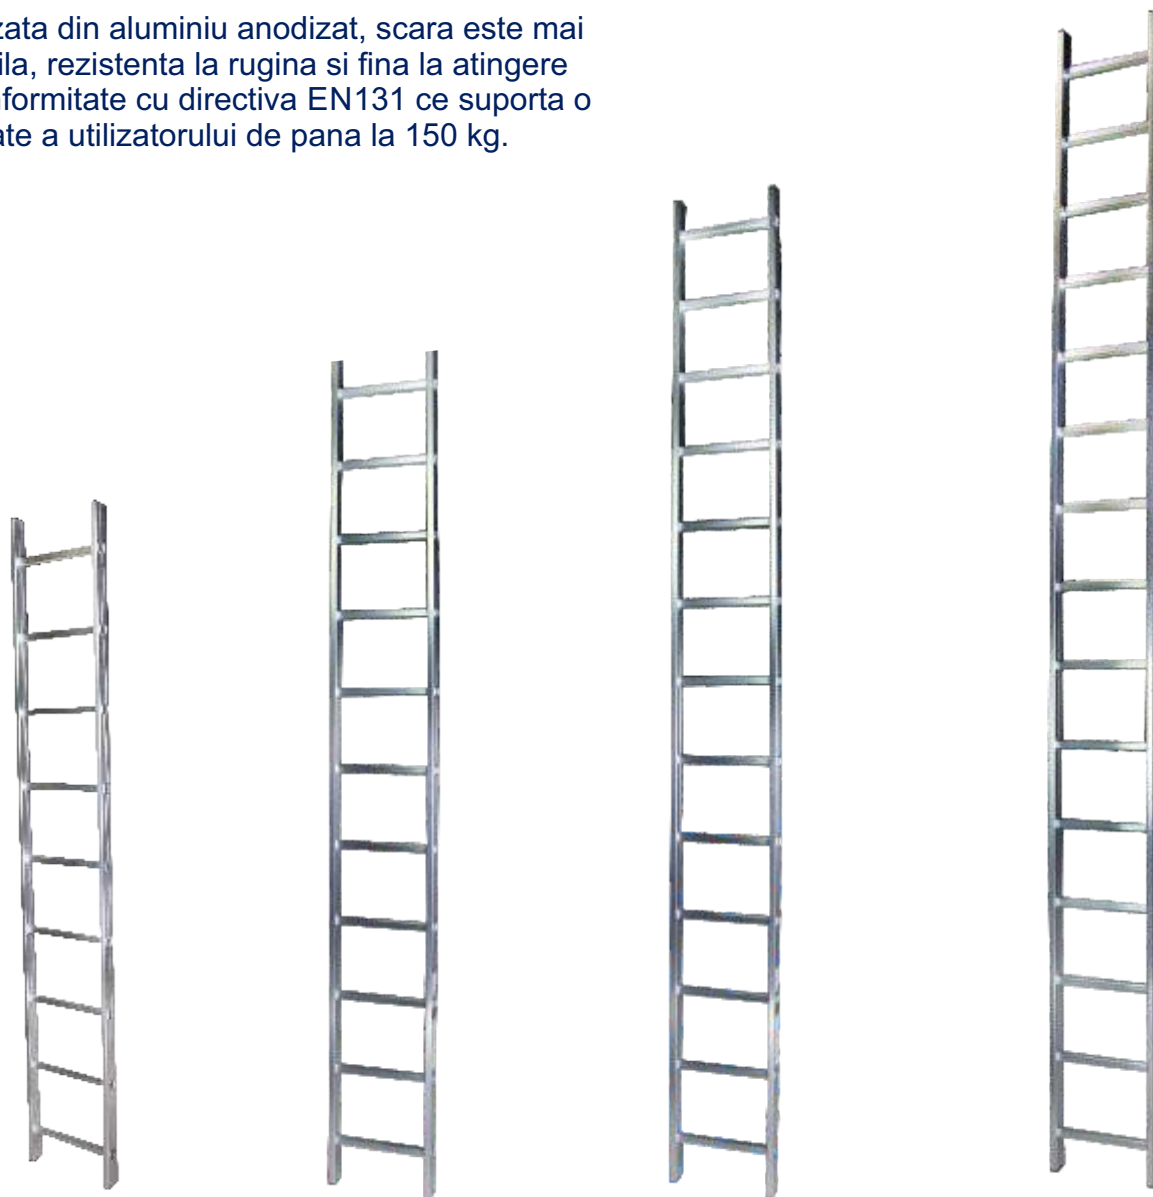 zata din aluminiu anodizat, scara este mai
ila, rezistenta la rugina si fina la atingere
nformitate cu directiva EN131 ce suporta o
ate a utilizatorului de pana la 150 kg.